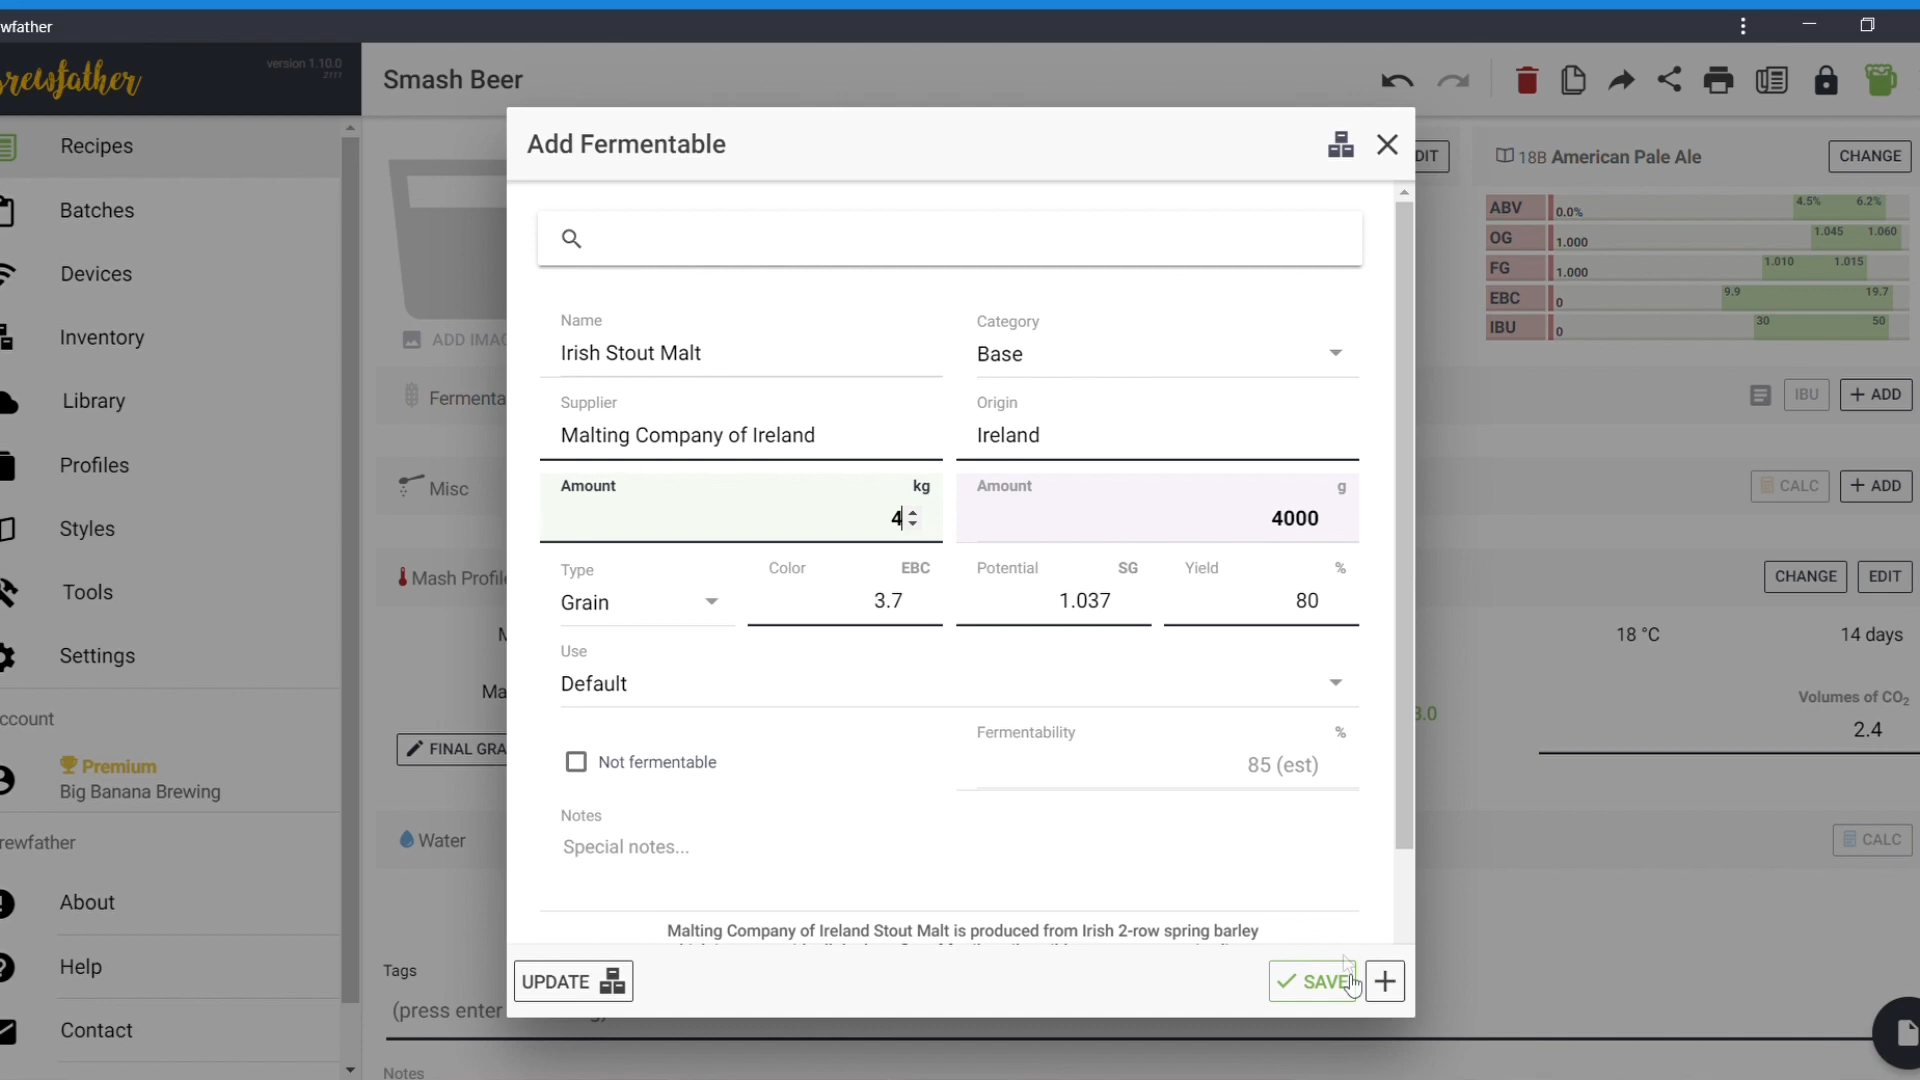 wfather
rewfather
version 1.10.0
2111
Smash Beer
Recipes
Batches
Devices
Inventory
Library
Profiles
Styles
Tools
Settings
ccount
Premium
Big Banana Brewing
rewfather
About
Help
Contact
ADD IMAG
Fermenta
Misc
Mash Profile
FINAL GRA
Water
Tags
(press enter
Notes
Add Fermentable
Name
Irish Stout Malt
Category
Base
Supplier
Malting Company of Ireland
Origin
Ireland
Amount kg
4
Amount g
4000
Type
Grain
Color EBC
3.7
Potential SG
1.037
Yield %
80
Use
Default
Not fermentable
Fermentability %
85 (est)
Notes
Special notes...
Malting Company of Ireland Stout Malt is produced from Irish 2-row spring barley
UPDATE
SAVE
DIT
18B American Pale Ale
CHANGE
ABV 0.0% 4.5% 6.2%
OG 1.000 1.045 1.060
FG 1.000 1.010 1.015
EBC 0 9.9 19.7
IBU 0 30 50
IBU
+ ADD
CALC
+ ADD
CHANGE
EDIT
18 °C
14 days
Volumes of CO2
3.0
2.4
CALC